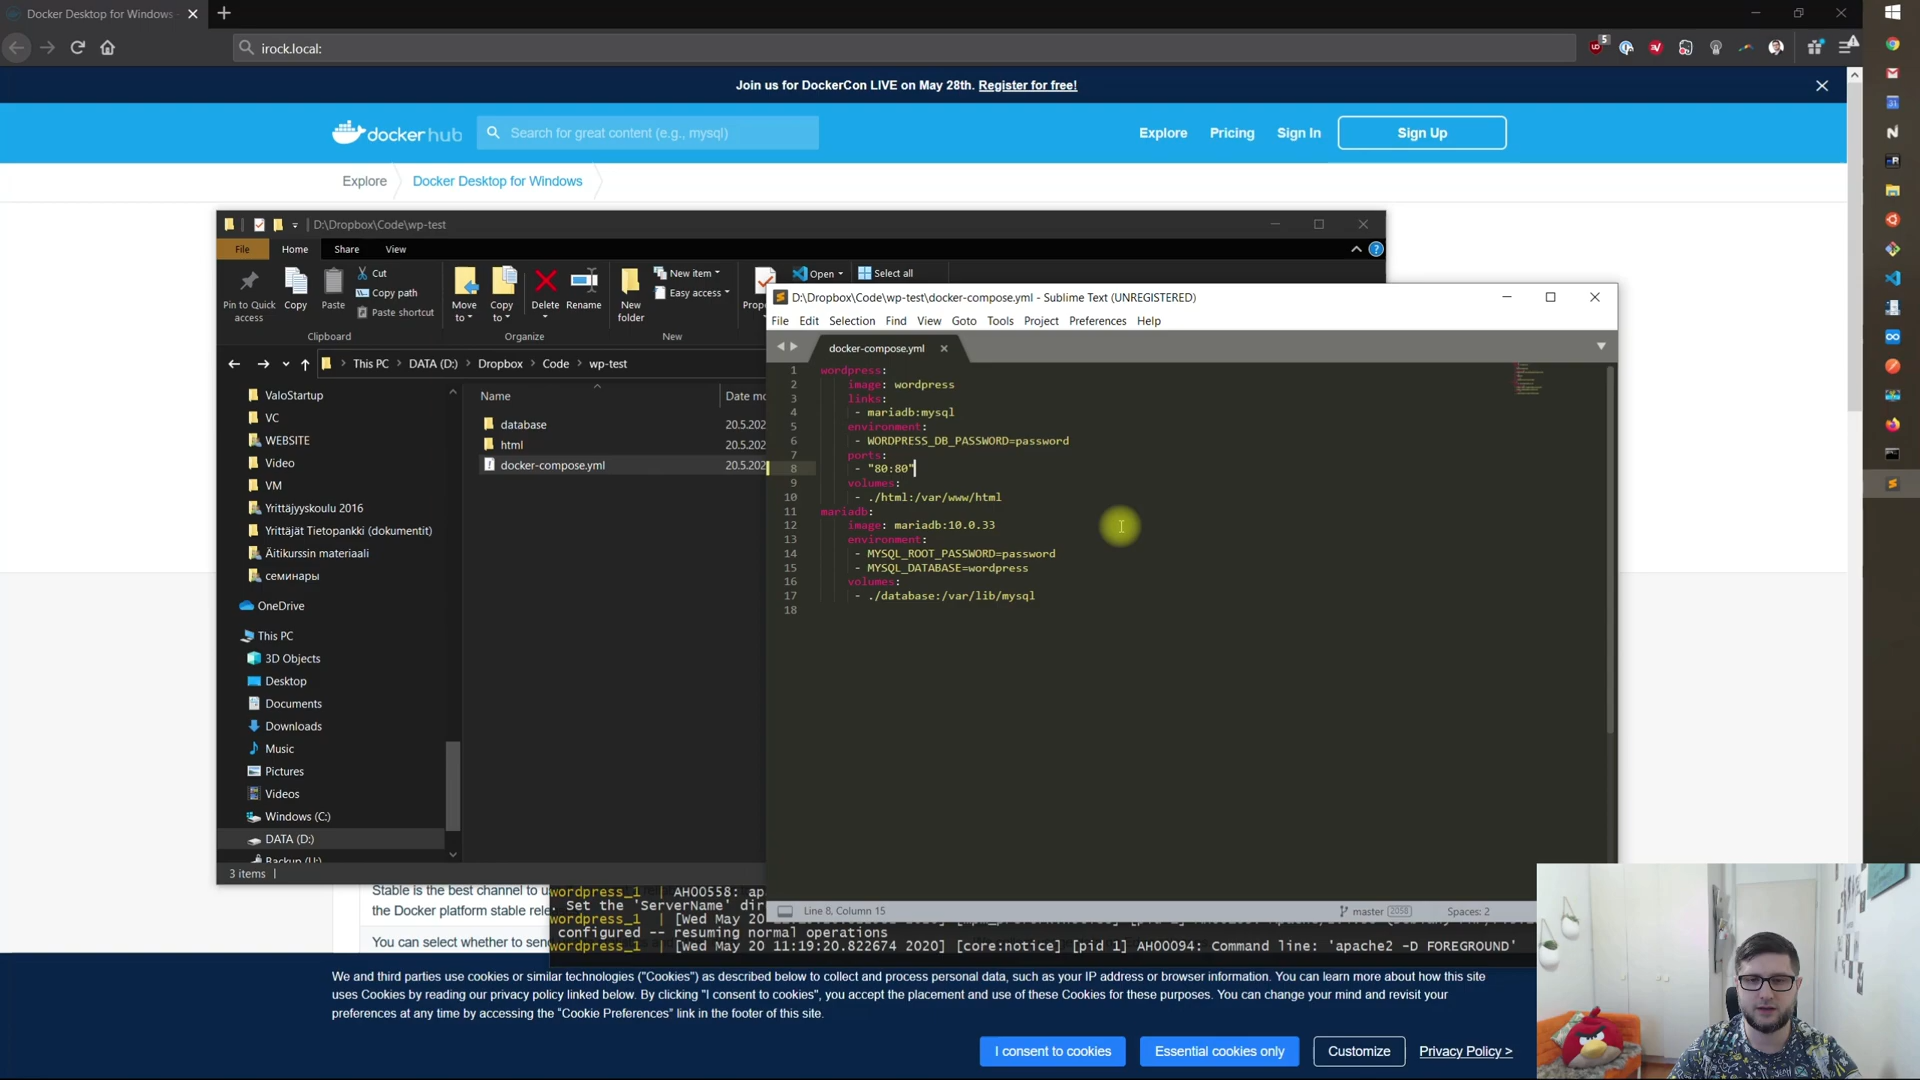 Docker Desktop for Windows
irock.local:
5
Join us for DockerCon LIVE on May 28th. Register for free!
docker hub
Search for great content (e.g., mysql)
Explore
Pricing
Sign In
Sign Up
Explore
Docker Desktop for Windows
D:\Dropbox\Code\wp-test
File
Home
Share
View
Pin to Quick access
Copy
Paste
Cut
Copy path
Paste shortcut
Clipboard
Move to
Copy to
Delete
Rename
Organize
New folder
New item
Easy access
New
Open
Select all
This PC
DATA (D:)
Dropbox
Code
wp-test
ValoStartup
VC
WEBSITE
Video
VM
Yrittäjyyskoulu 2016
Yrittäjät Tietopankki (dokumentit)
Äitikurssin materiaali
семинары
OneDrive
This PC
3D Objects
Desktop
Documents
Downloads
Music
Pictures
Videos
Windows (C:)
DATA (D:)
Name
database
html
docker-compose.yml
20.5.202
20.5.202
20.5.202
3 items
D:\Dropbox\Code\wp-test\docker-compose.yml - Sublime Text (UNREGISTERED)
File Edit Selection Find View Goto Tools Project Preferences Help
docker-compose.yml
1 wordpress:
2 image: wordpress
3 links:
4 - mariadb:mysql
5 environment:
6 - WORDPRESS_DB_PASSWORD=password
7 ports:
8 - "80:80"
9 volumes:
10 - ./html:/var/www/html
11 mariadb:
12 image: mariadb:10.0.33
13 environment:
14 - MYSQL_ROOT_PASSWORD=password
15 - MYSQL_DATABASE=wordpress
16 volumes:
17 - ./database:/var/lib/mysql
18
Line 8, Column 15
master 2058
Spaces: 2
Stable is the best channel to u
the Docker platform stable rele
You can select whether to sen
wordpress_1 | AH00558: ap
. Set the 'ServerName' dir
wordpress_1 | [Wed May 20
configured -- resuming normal operations
wordpress_1 | [Wed May 20 11:19:20.822674 2020] [core:notice] [pid 1] AH00094: Command line: 'apache2 -D FOREGROUND'
We and third parties use cookies or similar technologies ("Cookies") as described below to collect and process personal data, such as your IP address or browser information. You can learn more about how this site
uses Cookies by reading our privacy policy linked below. By clicking "I consent to cookies", you accept the placement and use of these Cookies for these purposes. You can change your mind and revisit your
preferences at any time by accessing the "Cookie Preferences" link in the footer of this site.
I consent to cookies
Essential cookies only
Customize
Privacy Policy >